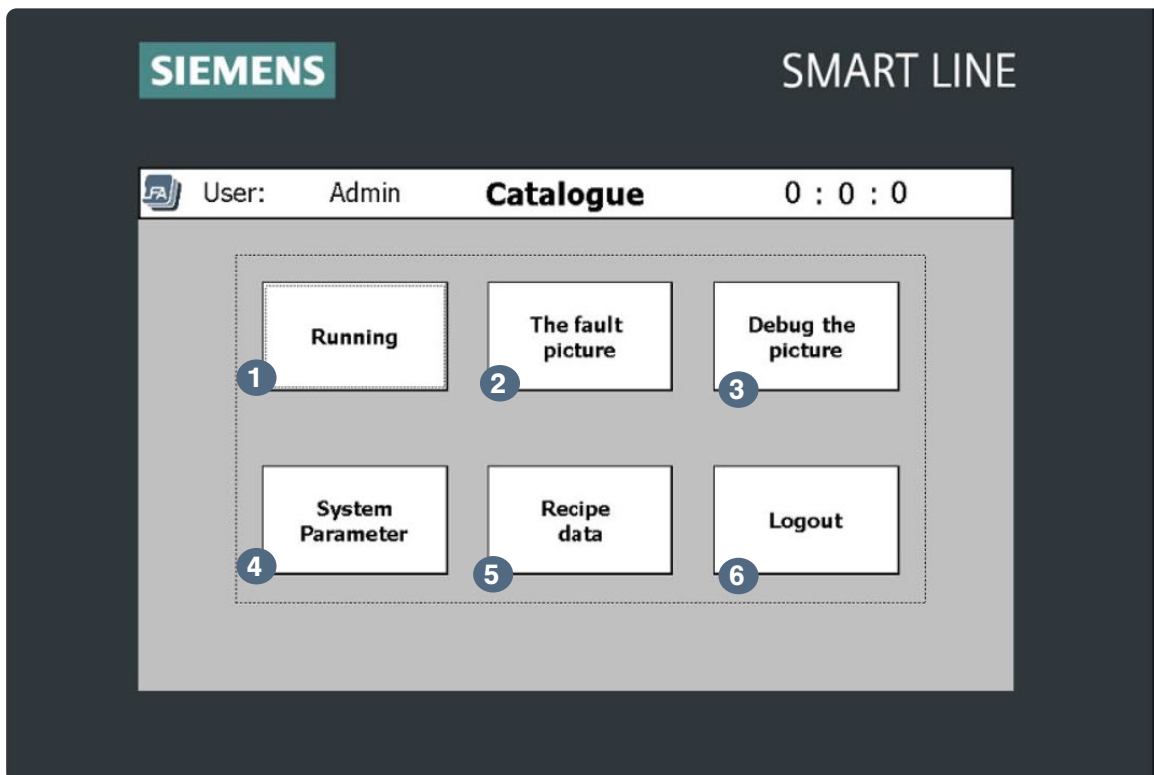 SIEMENS
SMART LINE
FA
User: Admin Catalogue 0 : 0 : 0
Running
1
The fault
picture
2
Debug the
picture
3
System
Parameter
4
Recipe
data
5
Logout
6